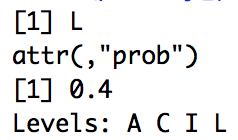 [1] L
attr(,"prob")
[1] 0.4
Levels: A C I L